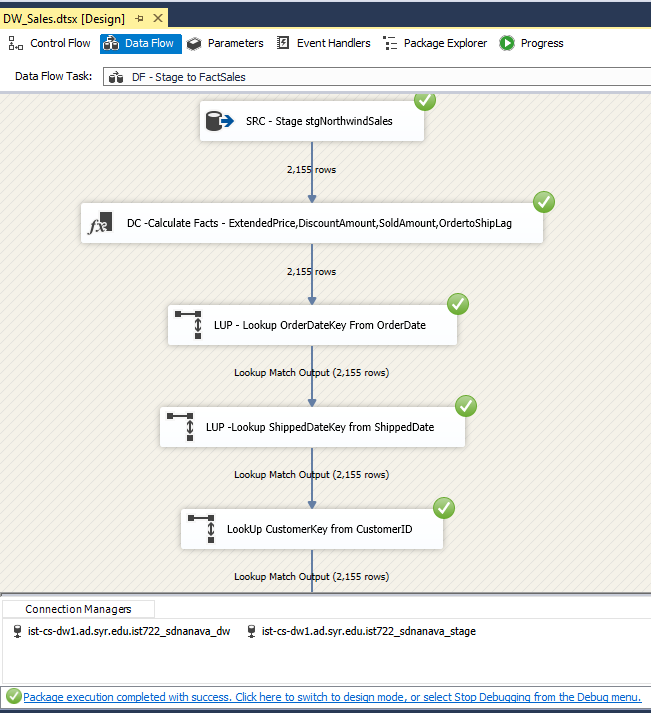 DW_Sales.dtsx [Design]
Control Flow Data Flow Parameters Event Handlers Package Explorer Progress
Data Flow Task: DF - Stage to FactSales
SRC - Stage stgNorthwindSales
2,155 rows
fx DC -Calculate Facts - ExtendedPrice,DiscountAmount,SoldAmount,OrdertoShipLag
2,155 rows
LUP - Lookup OrderDateKey From OrderDate
Lookup Match Output (2,155 rows)
LUP -Lookup ShippedDateKey from ShippedDate
Lookup Match Output (2,155 rows)
LookUp CustomerKey from CustomerID
Lookup Match Output (2,155 rows)
Connection Managers
ist-cs-dw1.ad.syr.edu.ist722_sdnanava_dw ist-cs-dw1.ad.syr.edu.ist722_sdnanava_stage
Package execution completed with success. Click here to switch to design mode, or select Stop Debugging from the Debug menu.